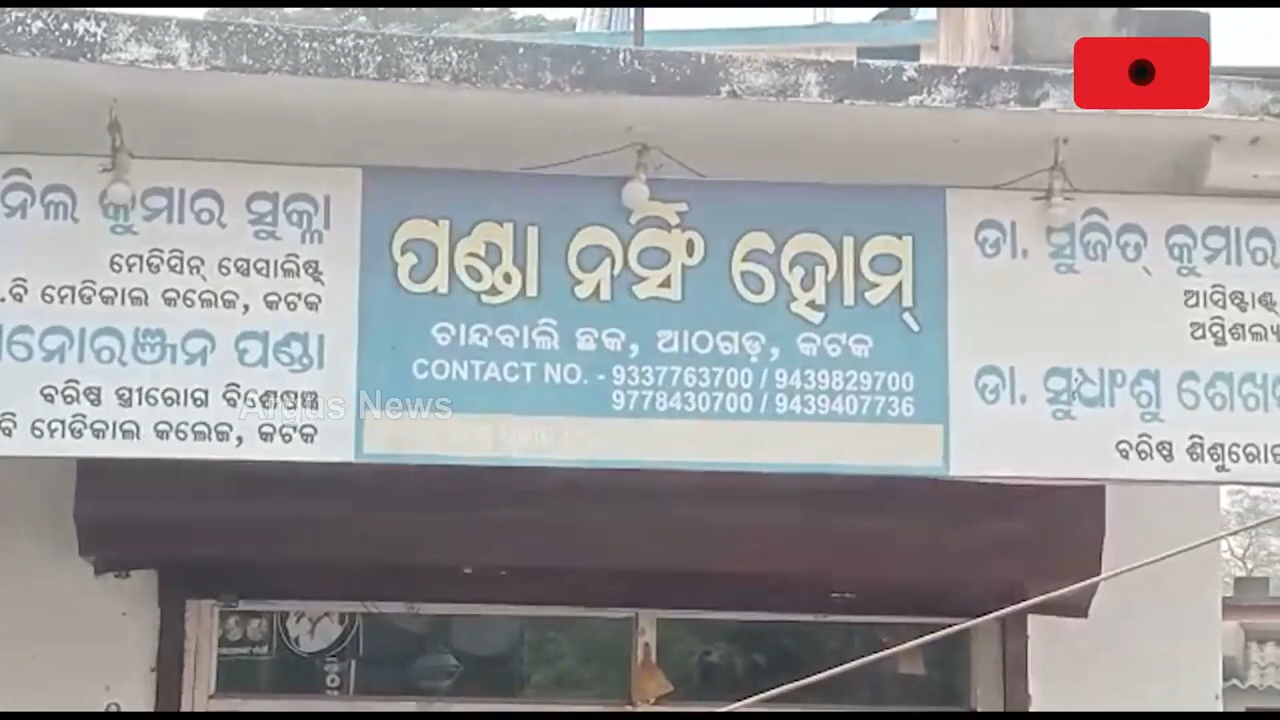 ନିଲ କୁମାର ସୁକ୍ଳା
ମେଡିସିନ୍ ସ୍ପେସାଲିଷ୍ଟ
.ବି ମେଡିକାଲ କଲେଜ, କଟକ
ନୋରଞ୍ଜନ ପଣ୍ଡା
ବରିଷ୍ଠ ସ୍ତ୍ରୀରୋଗ ବିଶେଷଜ୍ଞ
ବି ମେଡିକାଲ କଲେଜ, କଟକ
ପଣ୍ଡା ନର୍ସିଂ ହୋମ୍
ଚାନ୍ଦବାଲି ଛକ, ଆଠଗଡ଼, କଟକ
CONTACT NO. - 9337763700 / 9439829700
9778430700 / 9439407736
ଡା. ସୁଜିତ୍ କୁମାର
ଆସିଷ୍ଟାଣ୍ଟ
ଅସ୍ଥିଶଲ୍ୟ
ଡା. ସୁଧାଂଶୁ ଶେଖର
ବରିଷ୍ଠ ଶିଶୁରୋଗ
Argus News